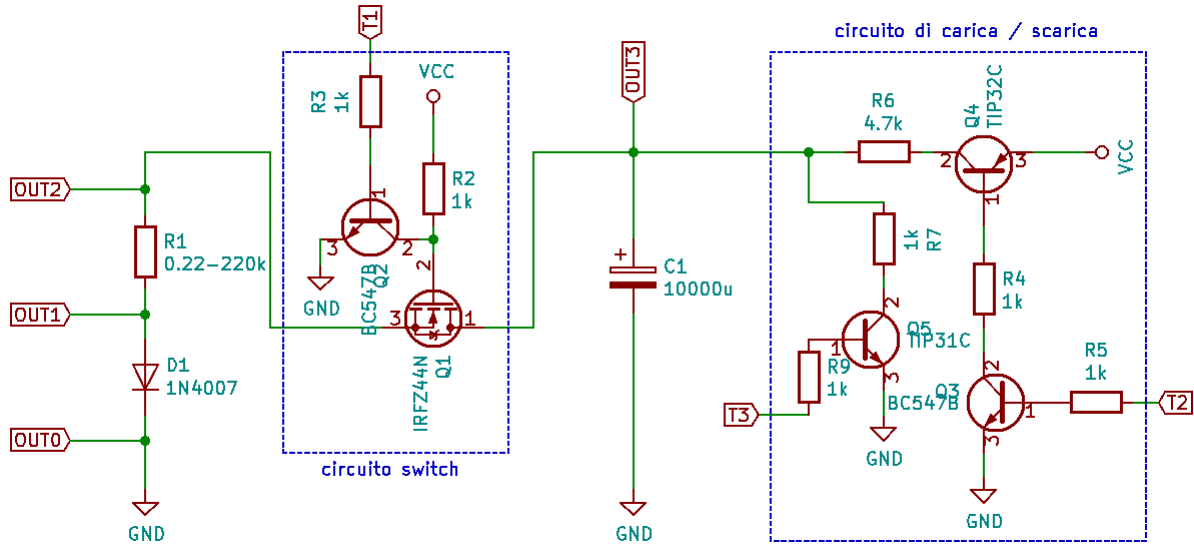 circuito di carica / scarica
T1
OUT3
VCC
R3
1k
R6
4.7k
Q4
TIP32C
2
3
1
VCC
OUT2
R1
0.22-220k
1
R2
1k
3
2
GND
BC547B
Q2
2
3
1
IRFZ44N
Q1
+
C1
10000u
1k
R7
R4
1k
OUT1
D1
1N4007
2
1
Q5
TIP31C
3
R9
1k
2
Q3
BC547B
1
3
R5
1k
T3
T2
OUT0
circuito switch
GND
GND
GND
GND